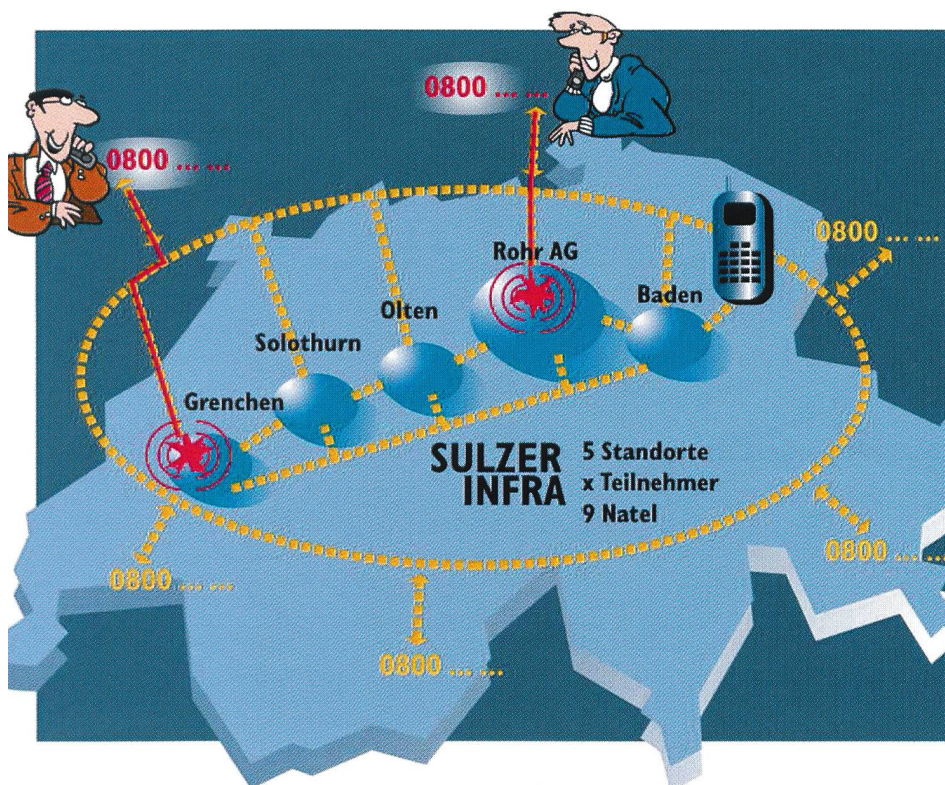 0800 ... ...
0800 ... ...
0800 ... ...
Rohr AG
Baden
Olten
Solothurn
Grenchen
SULZER
INFRA
5 Standorte
x Teilnehmer
9 Natel
0800 ... ...
0800 ... ...
0800 ... ...